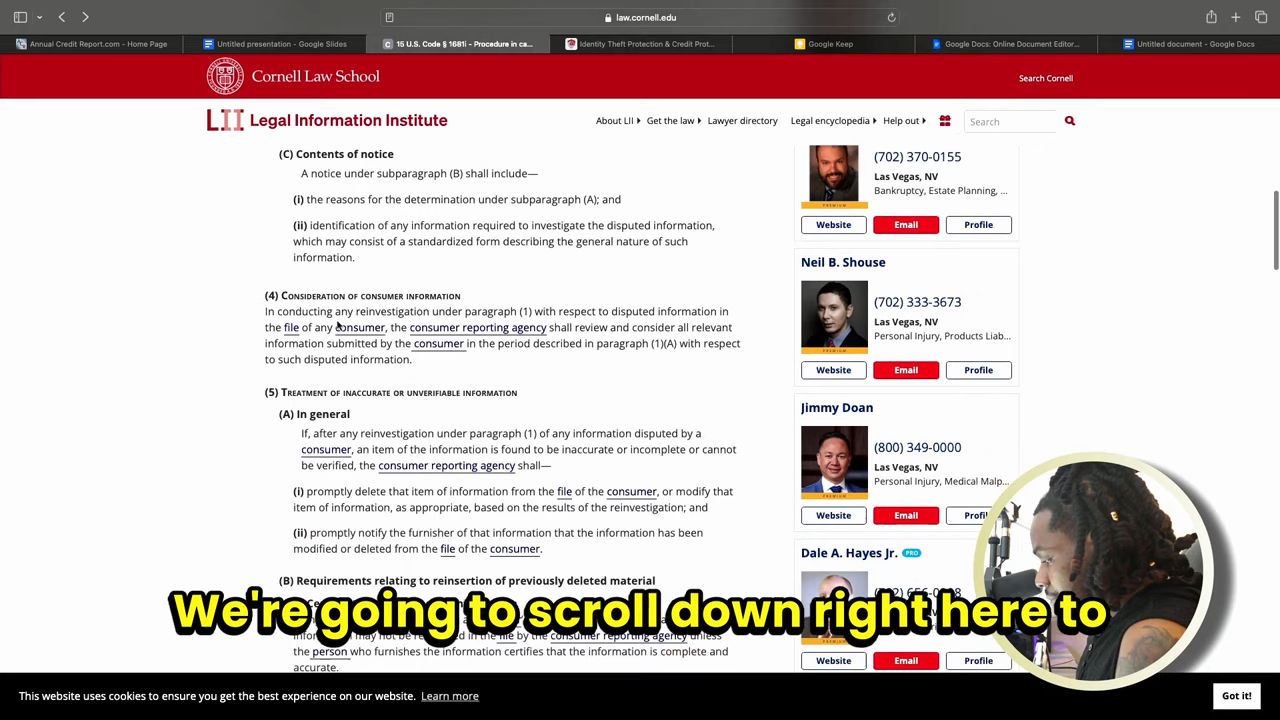 law.cornell.edu
Annual Credit Report.com - Home Page
Untitled presentation - Google Slides
15 U.S. Code § 1681i - Procedure in ca...
Identity Theft Protection & Credit Prot...
Google Keep
Google Docs: Online Document Editor...
Untitled document - Google Docs
Cornell Law School
Search Cornell
LII Legal Information Institute
About LII
Get the law
Lawyer directory
Legal encyclopedia
Help out
Search
(C) Contents of notice
A notice under subparagraph (B) shall include—
(i) the reasons for the determination under subparagraph (A); and
(ii) identification of any information required to investigate the disputed information,
which may consist of a standardized form describing the general nature of such
information.
(4) Consideration of consumer information
In conducting any reinvestigation under paragraph (1) with respect to disputed information in
the file of any consumer, the consumer reporting agency shall review and consider all relevant
information submitted by the consumer in the period described in paragraph (1)(A) with respect
to such disputed information.
(5) Treatment of inaccurate or unverifiable information
(A) In general
If, after any reinvestigation under paragraph (1) of any information disputed by a
consumer, an item of the information is found to be inaccurate or incomplete or cannot
be verified, the consumer reporting agency shall—
(i) promptly delete that item of information from the file of the consumer, or modify that
item of information, as appropriate, based on the results of the reinvestigation; and
(ii) promptly notify the furnisher of that information that the information has been
modified or deleted from the file of the consumer.
(B) Requirements relating to reinsertion of previously deleted material
the person who furnishes the information certifies that the information is complete and
accurate.
(702) 370-0155
Las Vegas, NV
Bankruptcy, Estate Planning, ...
PREMIUM
Website
Email
Profile
Neil B. Shouse
(702) 333-3673
Las Vegas, NV
Personal Injury, Products Liab...
PREMIUM
Website
Email
Profile
Jimmy Doan
(800) 349-0000
Las Vegas, NV
Personal Injury, Medical Malp...
PREMIUM
Website
Email
Dale A. Hayes Jr. PRO
Website
Email
Profile
We're going to scroll down right here to
This website uses cookies to ensure you get the best experience on our website. Learn more
Got it!